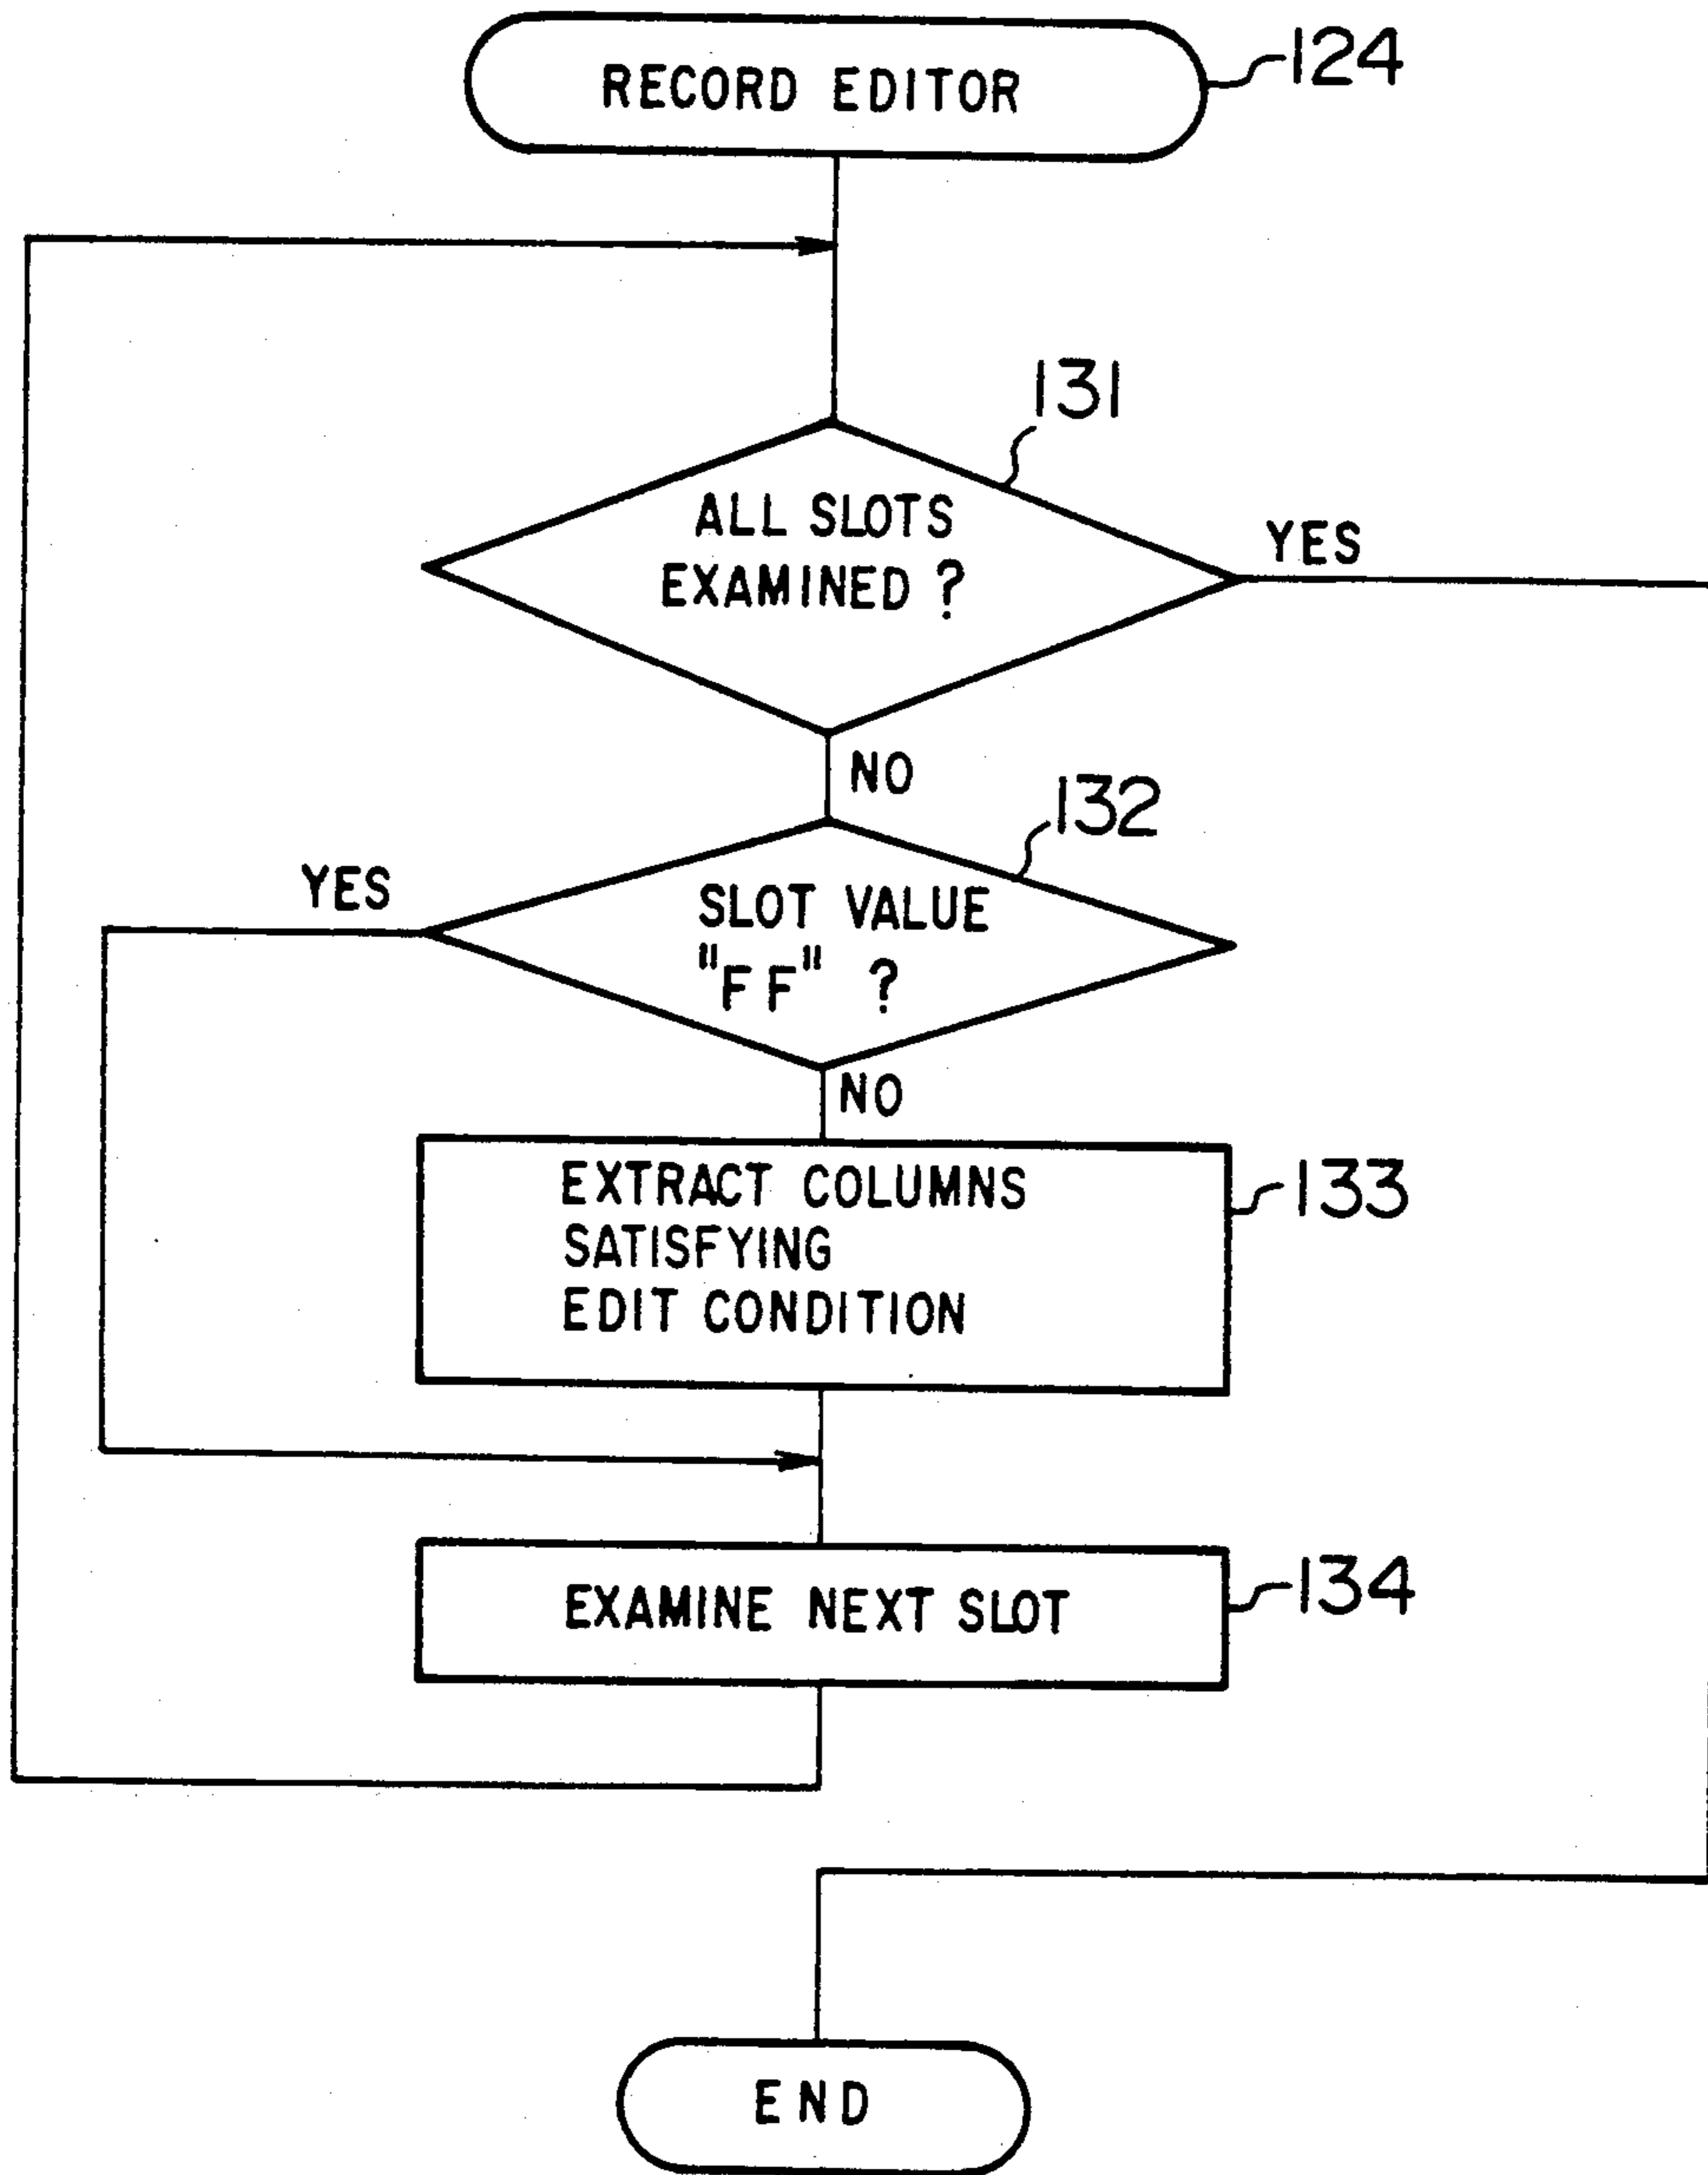 RECORD EDITOR
124
131
ALL SLOTS
EXAMINED ?
YES
NO
132
YES
SLOT VALUE
"FF" ?
NO
EXTRACT COLUMNS
SATISFYING
EDIT CONDITION
133
EXAMINE NEXT SLOT
134
END